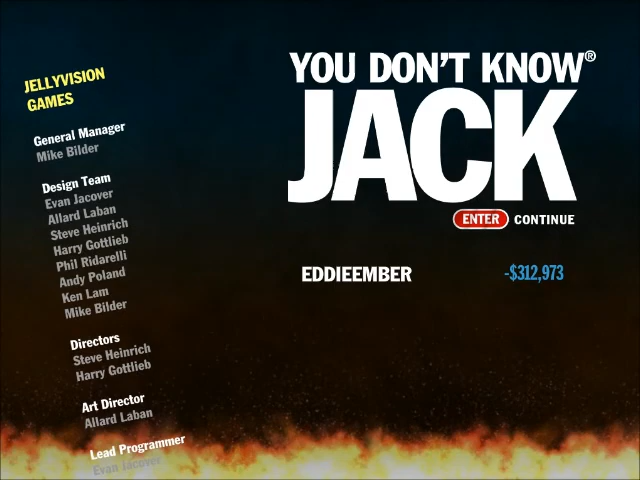 JELLYVISION
GAMES
General Manager
Mike Bilder
Design Team
Evan Jacover
Allard Laban
Steve Heinrich
Harry Gottlieb
Phil Ridarelli
Andy Poland
Ken Lam
Mike Bilder
Directors
Steve Heinrich
Harry Gottlieb
Art Director
Allard Laban
Lead Programmer
Evan Jacover
YOU DON'T KNOW®
JACK
ENTER CONTINUE
EDDIEEMBER -$312,973